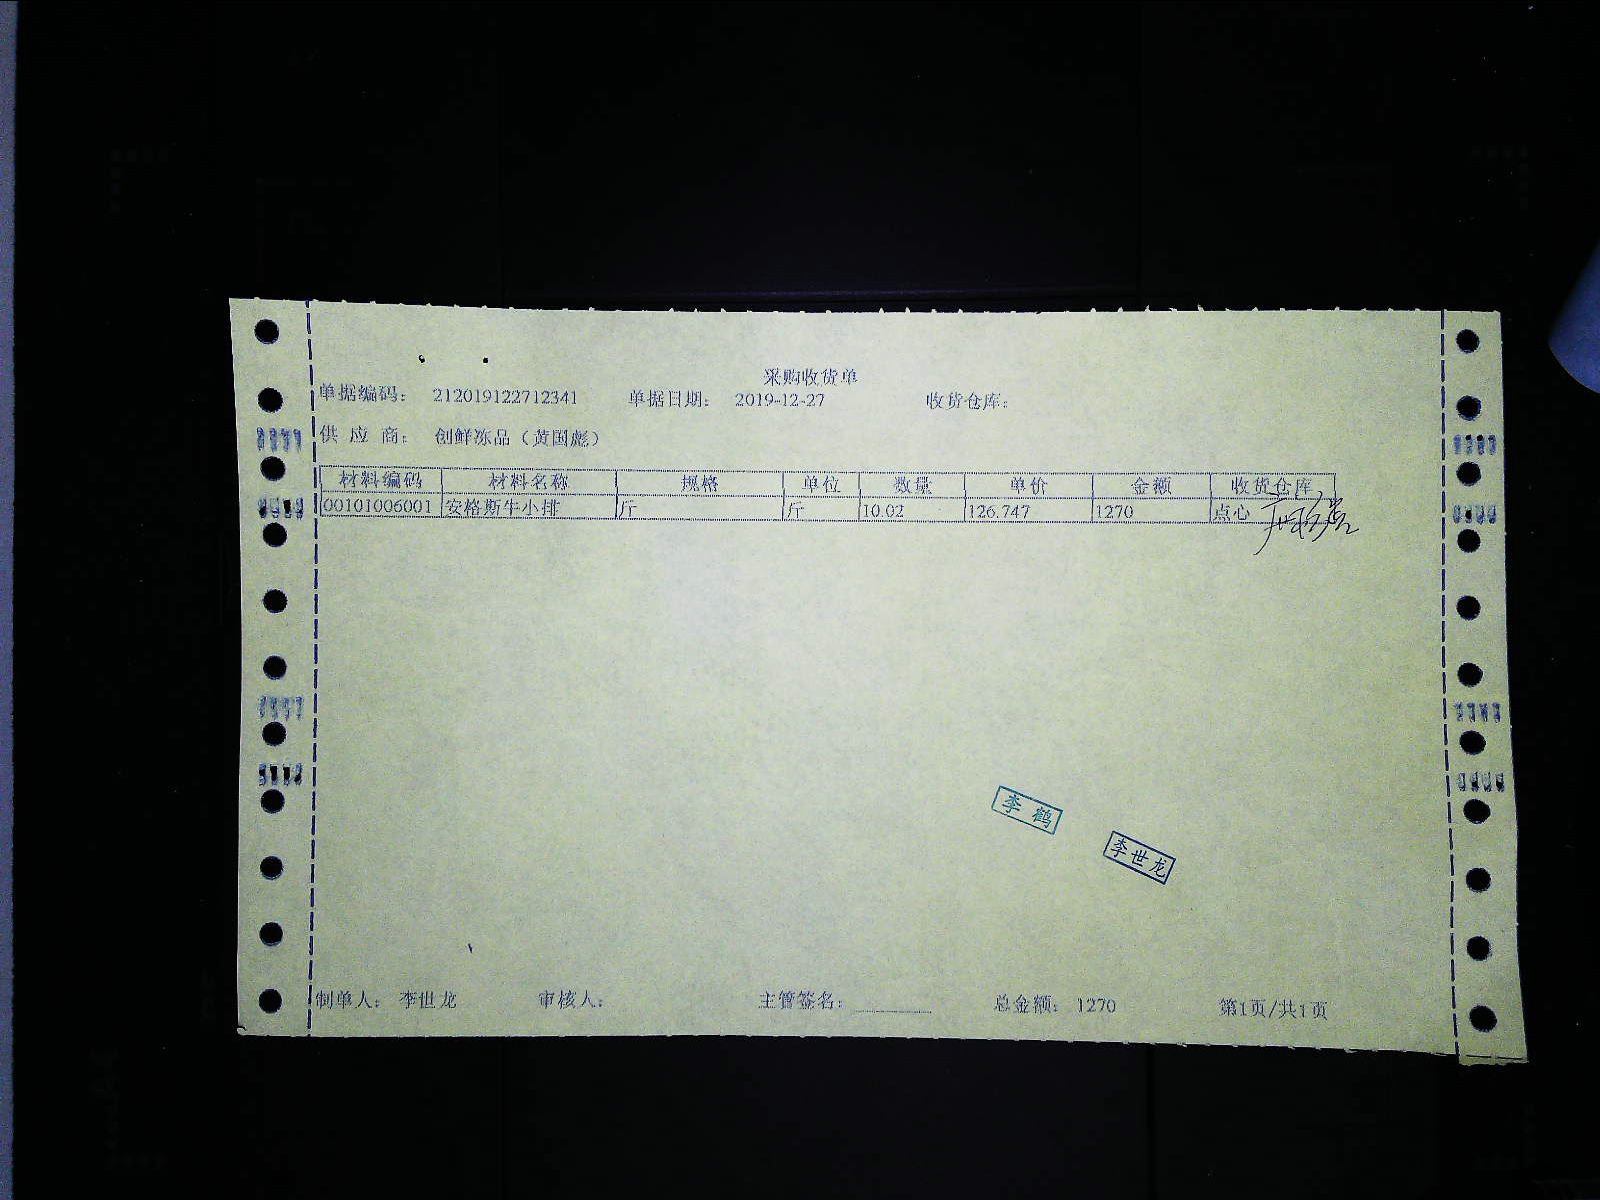 采购收货单
单据编码： 212019122712341 单据日期： 2019-12-27 收货仓库：
供 应 商： 创鲜冻品（黄国彪）
材料编码 材料名称 规格 单位 数量 单价 金额 收货仓库
00101006001 安格斯牛小排 斤 斤 10.02 126.747 1270 点心
李鹤
李世龙
制单人： 李世龙 审核人： 主管签名： 总金额： 1270 第1页/共1页